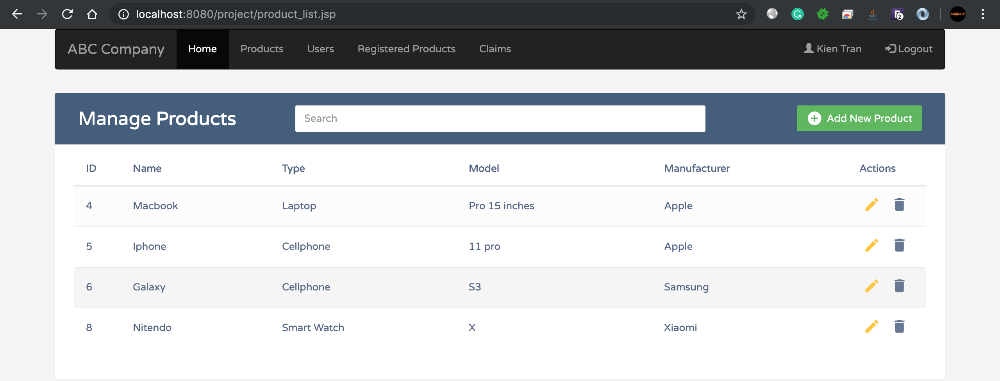 localhost:8080/project/product_list.jsp
2
ABC Company Home Products Users Registered Products Claims Kien Tran Logout
Manage Products Search Add New Product
ID Name Type Model Manufacturer Actions
4 Macbook Laptop Pro 15 inches Apple
5 Iphone Cellphone 11 pro Apple
6 Galaxy Cellphone S3 Samsung
8 Nitendo Smart Watch X Xiaomi